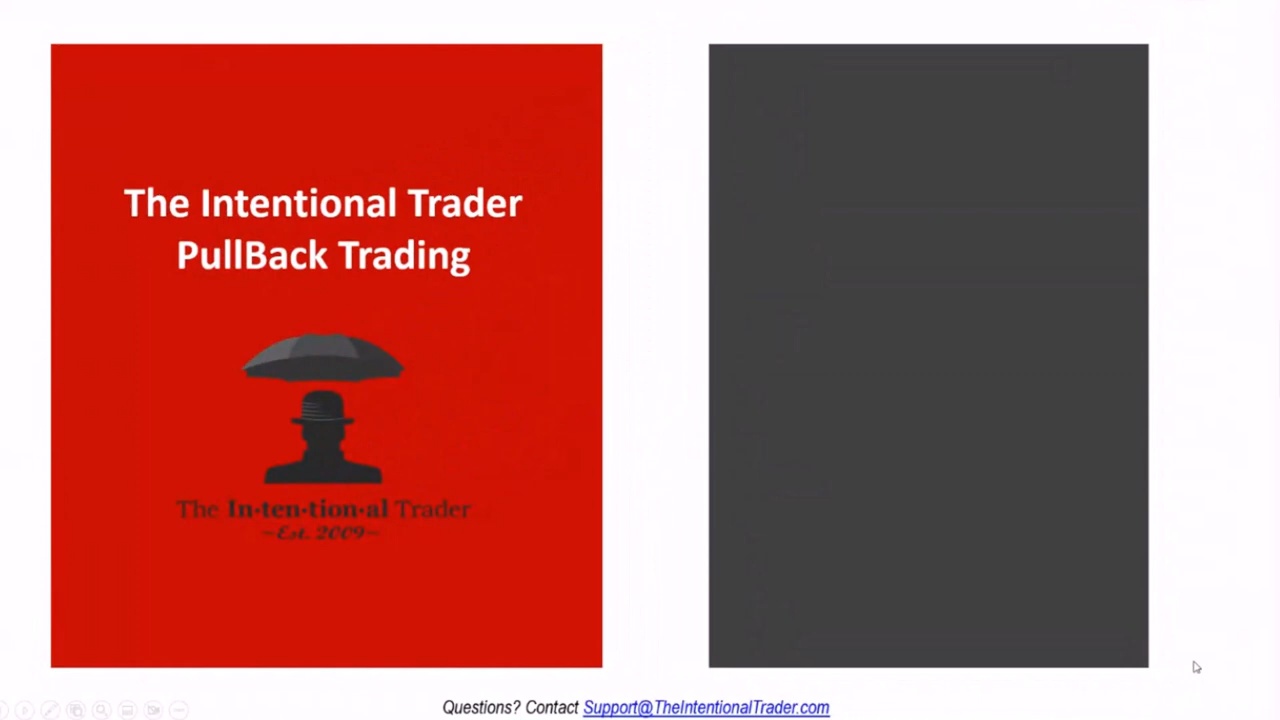 The Intentional Trader
PullBack Trading
The In·ten·tion·al Trader
~Est. 2009~
Questions? Contact Support@TheIntentionalTrader.com